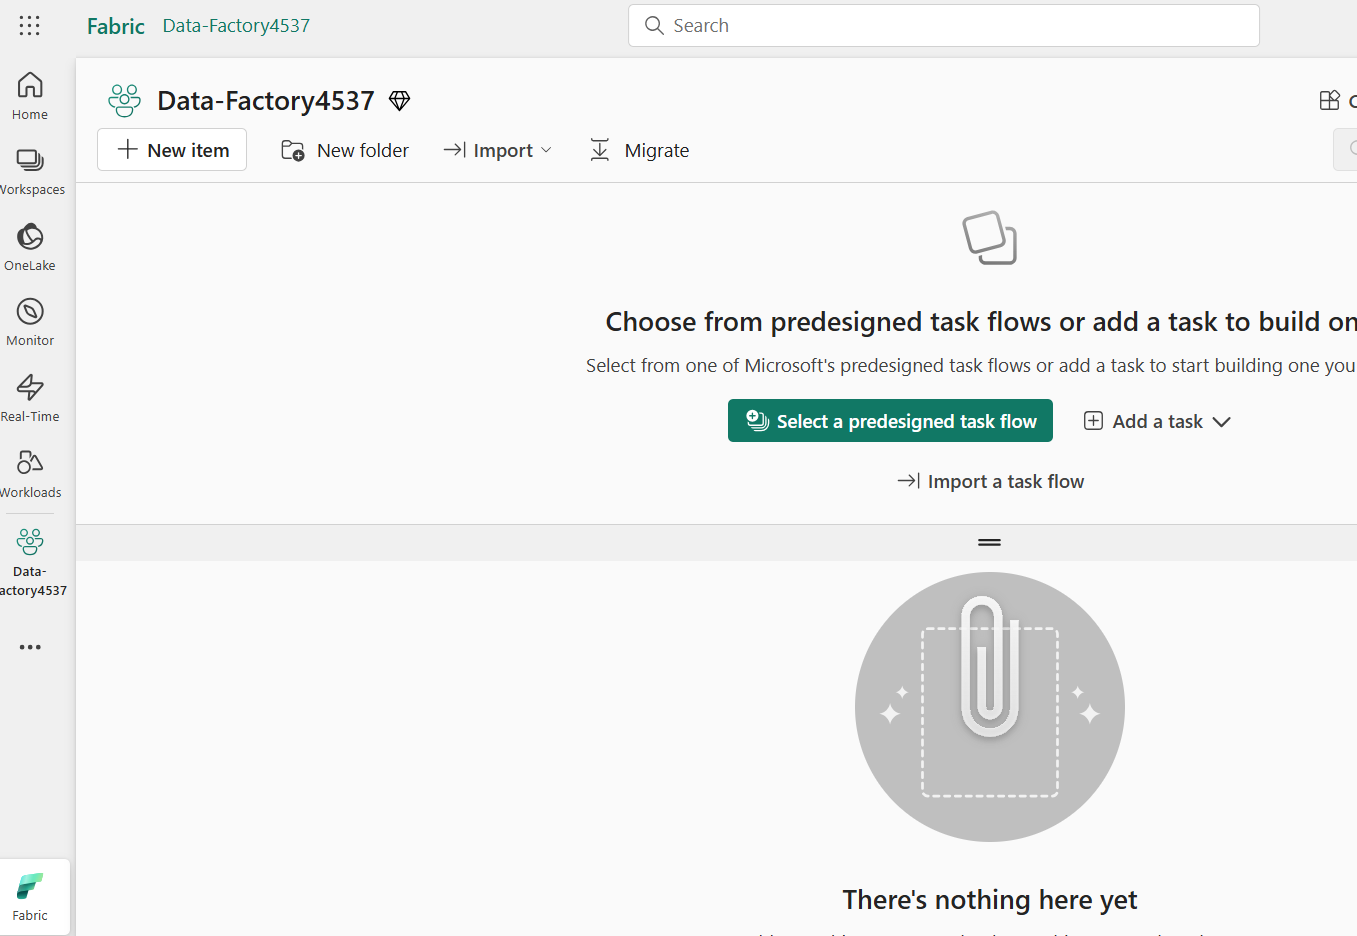 Fabric Data-Factory4537
Search
Home
Workspaces
OneLake
Monitor
Real-Time
Workloads
Data-
actory4537
Fabric
Data-Factory4537
New item
New folder
Import
Migrate
Choose from predesigned task flows or add a task to build on
Select from one of Microsoft's predesigned task flows or add a task to start building one you
Select a predesigned task flow
Add a task
Import a task flow
There's nothing here yet